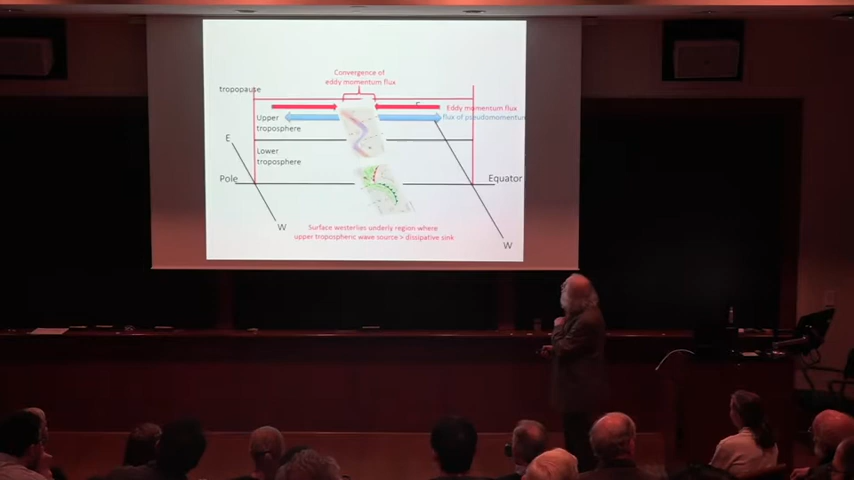 Convergence of
eddy momentum flux
tropopause
Eddy momentum flux
flux of pseudomomentum
Upper
troposphere
E
Lower
troposphere
Pole
Equator
W
Surface westerlies underly region where
upper tropospheric wave source > dissipative sink
W